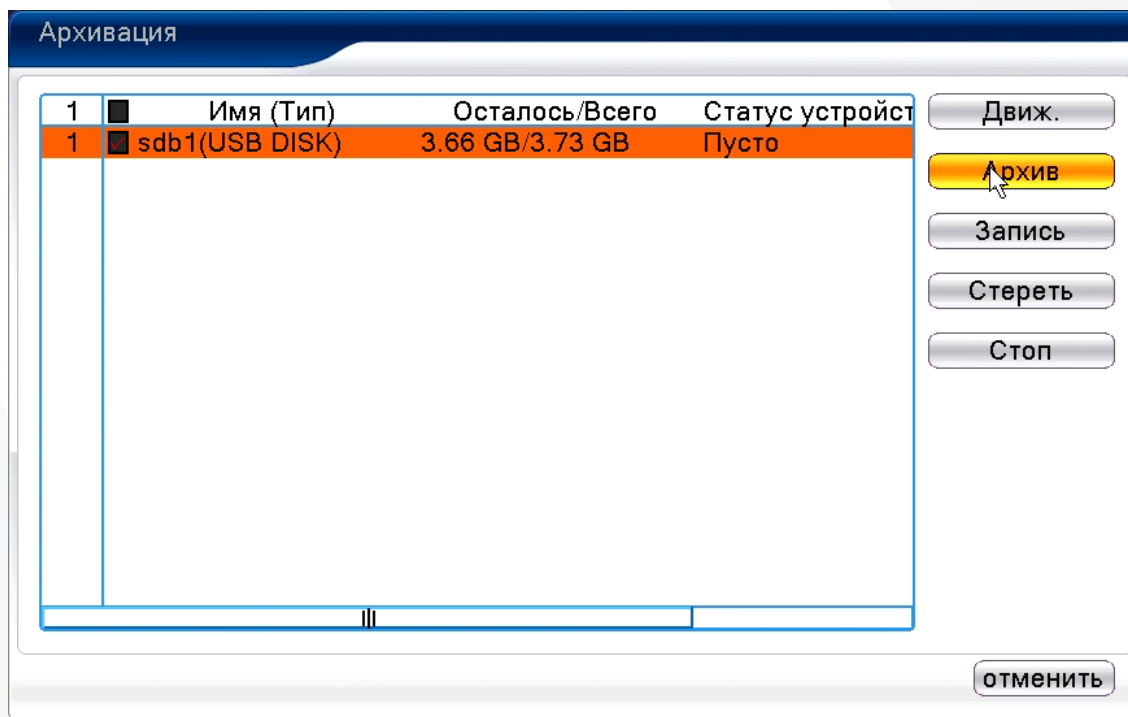 Архивация
1 Имя (Тип) Осталось/Всего Статус устройст
1 sdb1(USB DISK) 3.66 GB/3.73 GB Пусто
Движ.
Архив
Запись
Стереть
Стоп
отменить